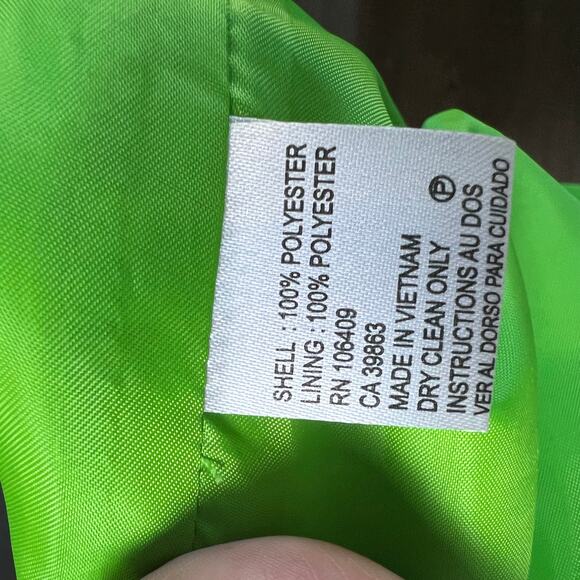 SHELL : 100% POLYESTER
LINING : 100% POLYESTER
RN 106409
CA 39863
MADE IN VIETNAM
DRY CLEAN ONLY Ⓟ
INSTRUCTIONS AU DOS
VER AL DORSO PARA CUIDADO